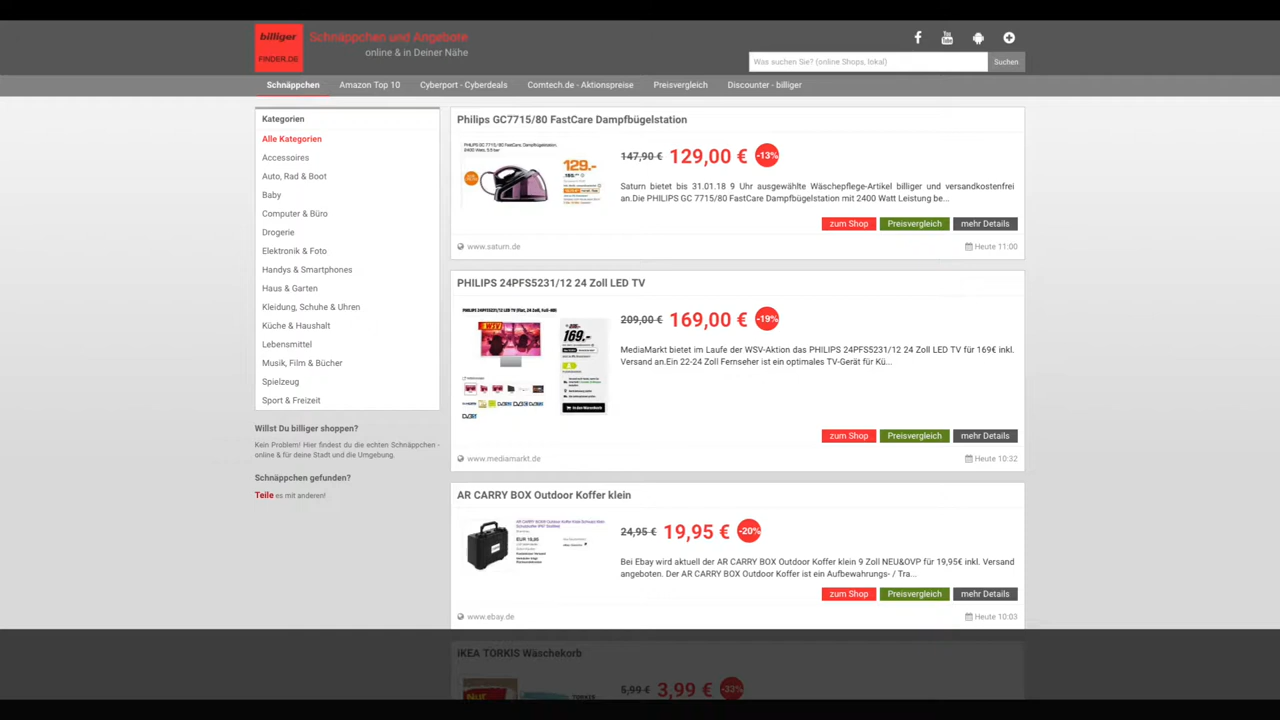 billiger
FINDER.DE
Schnäppchen und Angebote
online & in Deiner Nähe
Was suchen Sie? (online Shops, lokal)
Suchen
Schnäppchen
Amazon Top 10
Cyberport - Cyberdeals
Comtech.de - Aktionspreise
Preisvergleich
Discounter - billiger
Kategorien
Alle Kategorien
Accessoires
Auto, Rad & Boot
Baby
Computer & Büro
Drogerie
Elektronik & Foto
Handys & Smartphones
Haus & Garten
Kleidung, Schuhe & Uhren
Küche & Haushalt
Lebensmittel
Musik, Film & Bücher
Spielzeug
Sport & Freizeit
Willst Du billiger shoppen?
Kein Problem! Hier findest du die echten Schnäppchen -
online & für deine Stadt und die Umgebung.
Schnäppchen gefunden?
Teile es mit anderen!
Philips GC7715/80 FastCare Dampfbügelstation
129.-
147,90 € 129,00 € -13%
Saturn bietet bis 31.01.18 9 Uhr ausgewählte Wäschepflege-Artikel billiger und versandkostenfrei
an.Die PHILIPS GC 7715/80 FastCare Dampfbügelstation mit 2400 Watt Leistung be...
zum Shop
Preisvergleich
mehr Details
www.saturn.de
Heute 11:00
PHILIPS 24PFS5231/12 24 Zoll LED TV
169,-
In den Warenkorb
209,00 € 169,00 € -19%
MediaMarkt bietet im Laufe der WSV-Aktion das PHILIPS 24PFS5231/12 24 Zoll LED TV für 169€ inkl.
Versand an.Ein 22-24 Zoll Fernseher ist ein optimales TV-Gerät für Kü...
zum Shop
Preisvergleich
mehr Details
www.mediamarkt.de
Heute 10:32
AR CARRY BOX Outdoor Koffer klein
24,95 € 19,95 € -20%
Bei Ebay wird aktuell der AR CARRY BOX Outdoor Koffer klein 9 Zoll NEU&OVP für 19,95€ inkl. Versand
angeboten. Der AR CARRY BOX Outdoor Koffer ist ein Aufbewahrungs- / Tra...
zum Shop
Preisvergleich
mehr Details
www.ebay.de
Heute 10:03
iKEA TORKIS Wäschekorb
5,99 € 3,99 € -33%